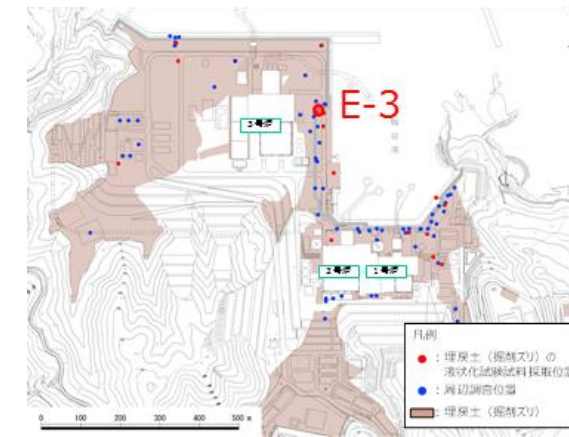 E-3
3号炉
2号炉
1号炉
凡例
：埋戻土（掘削ズリ）の
液状化試験試料採取位置
：周辺調査位置
：埋戻土（掘削ズリ）
0 100 200 300 400 500 m